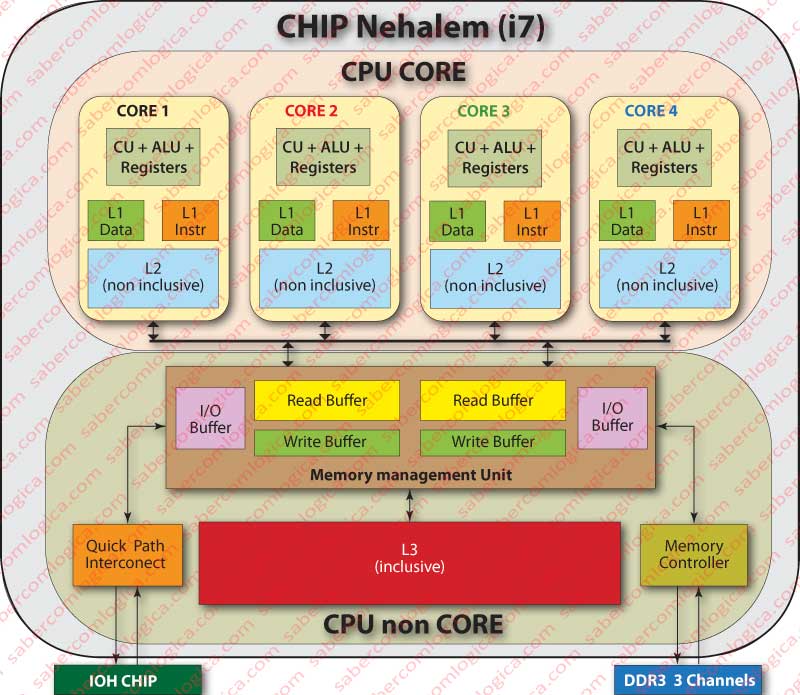 CHIP Nehalem (i7)
CPU CORE
CORE 1
CU + ALU +
Registers
L1
Data
L1
Instr
L2
(non inclusive)
CORE 2
CU + ALU +
Registers
L1
Data
L1
Instr
L2
(non inclusive)
CORE 3
CU + ALU +
Registers
L1
Data
L1
Instr
L2
(non inclusive)
CORE 4
CU + ALU +
Registers
L1
Data
L1
Instr
L2
(non inclusive)
I/O
Buffer
Read Buffer
Write Buffer
Read Buffer
Write Buffer
I/O
Buffer
Memory management Unit
Quick Path
Interconect
L3
(inclusive)
Memory
Controller
CPU non CORE
IOH CHIP
DDR3 3 Channels
sabercomlogica.com